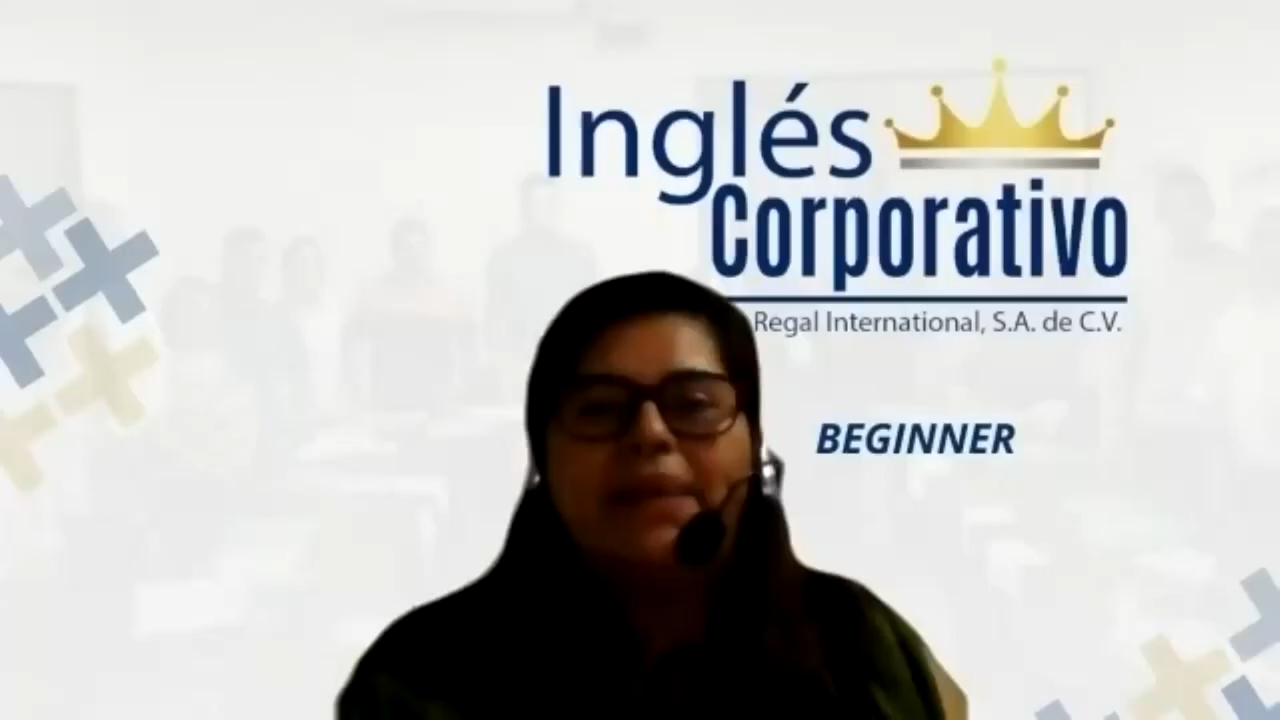 Inglés
Corporativo
Regal International, S.A. de C.V.
BEGINNER